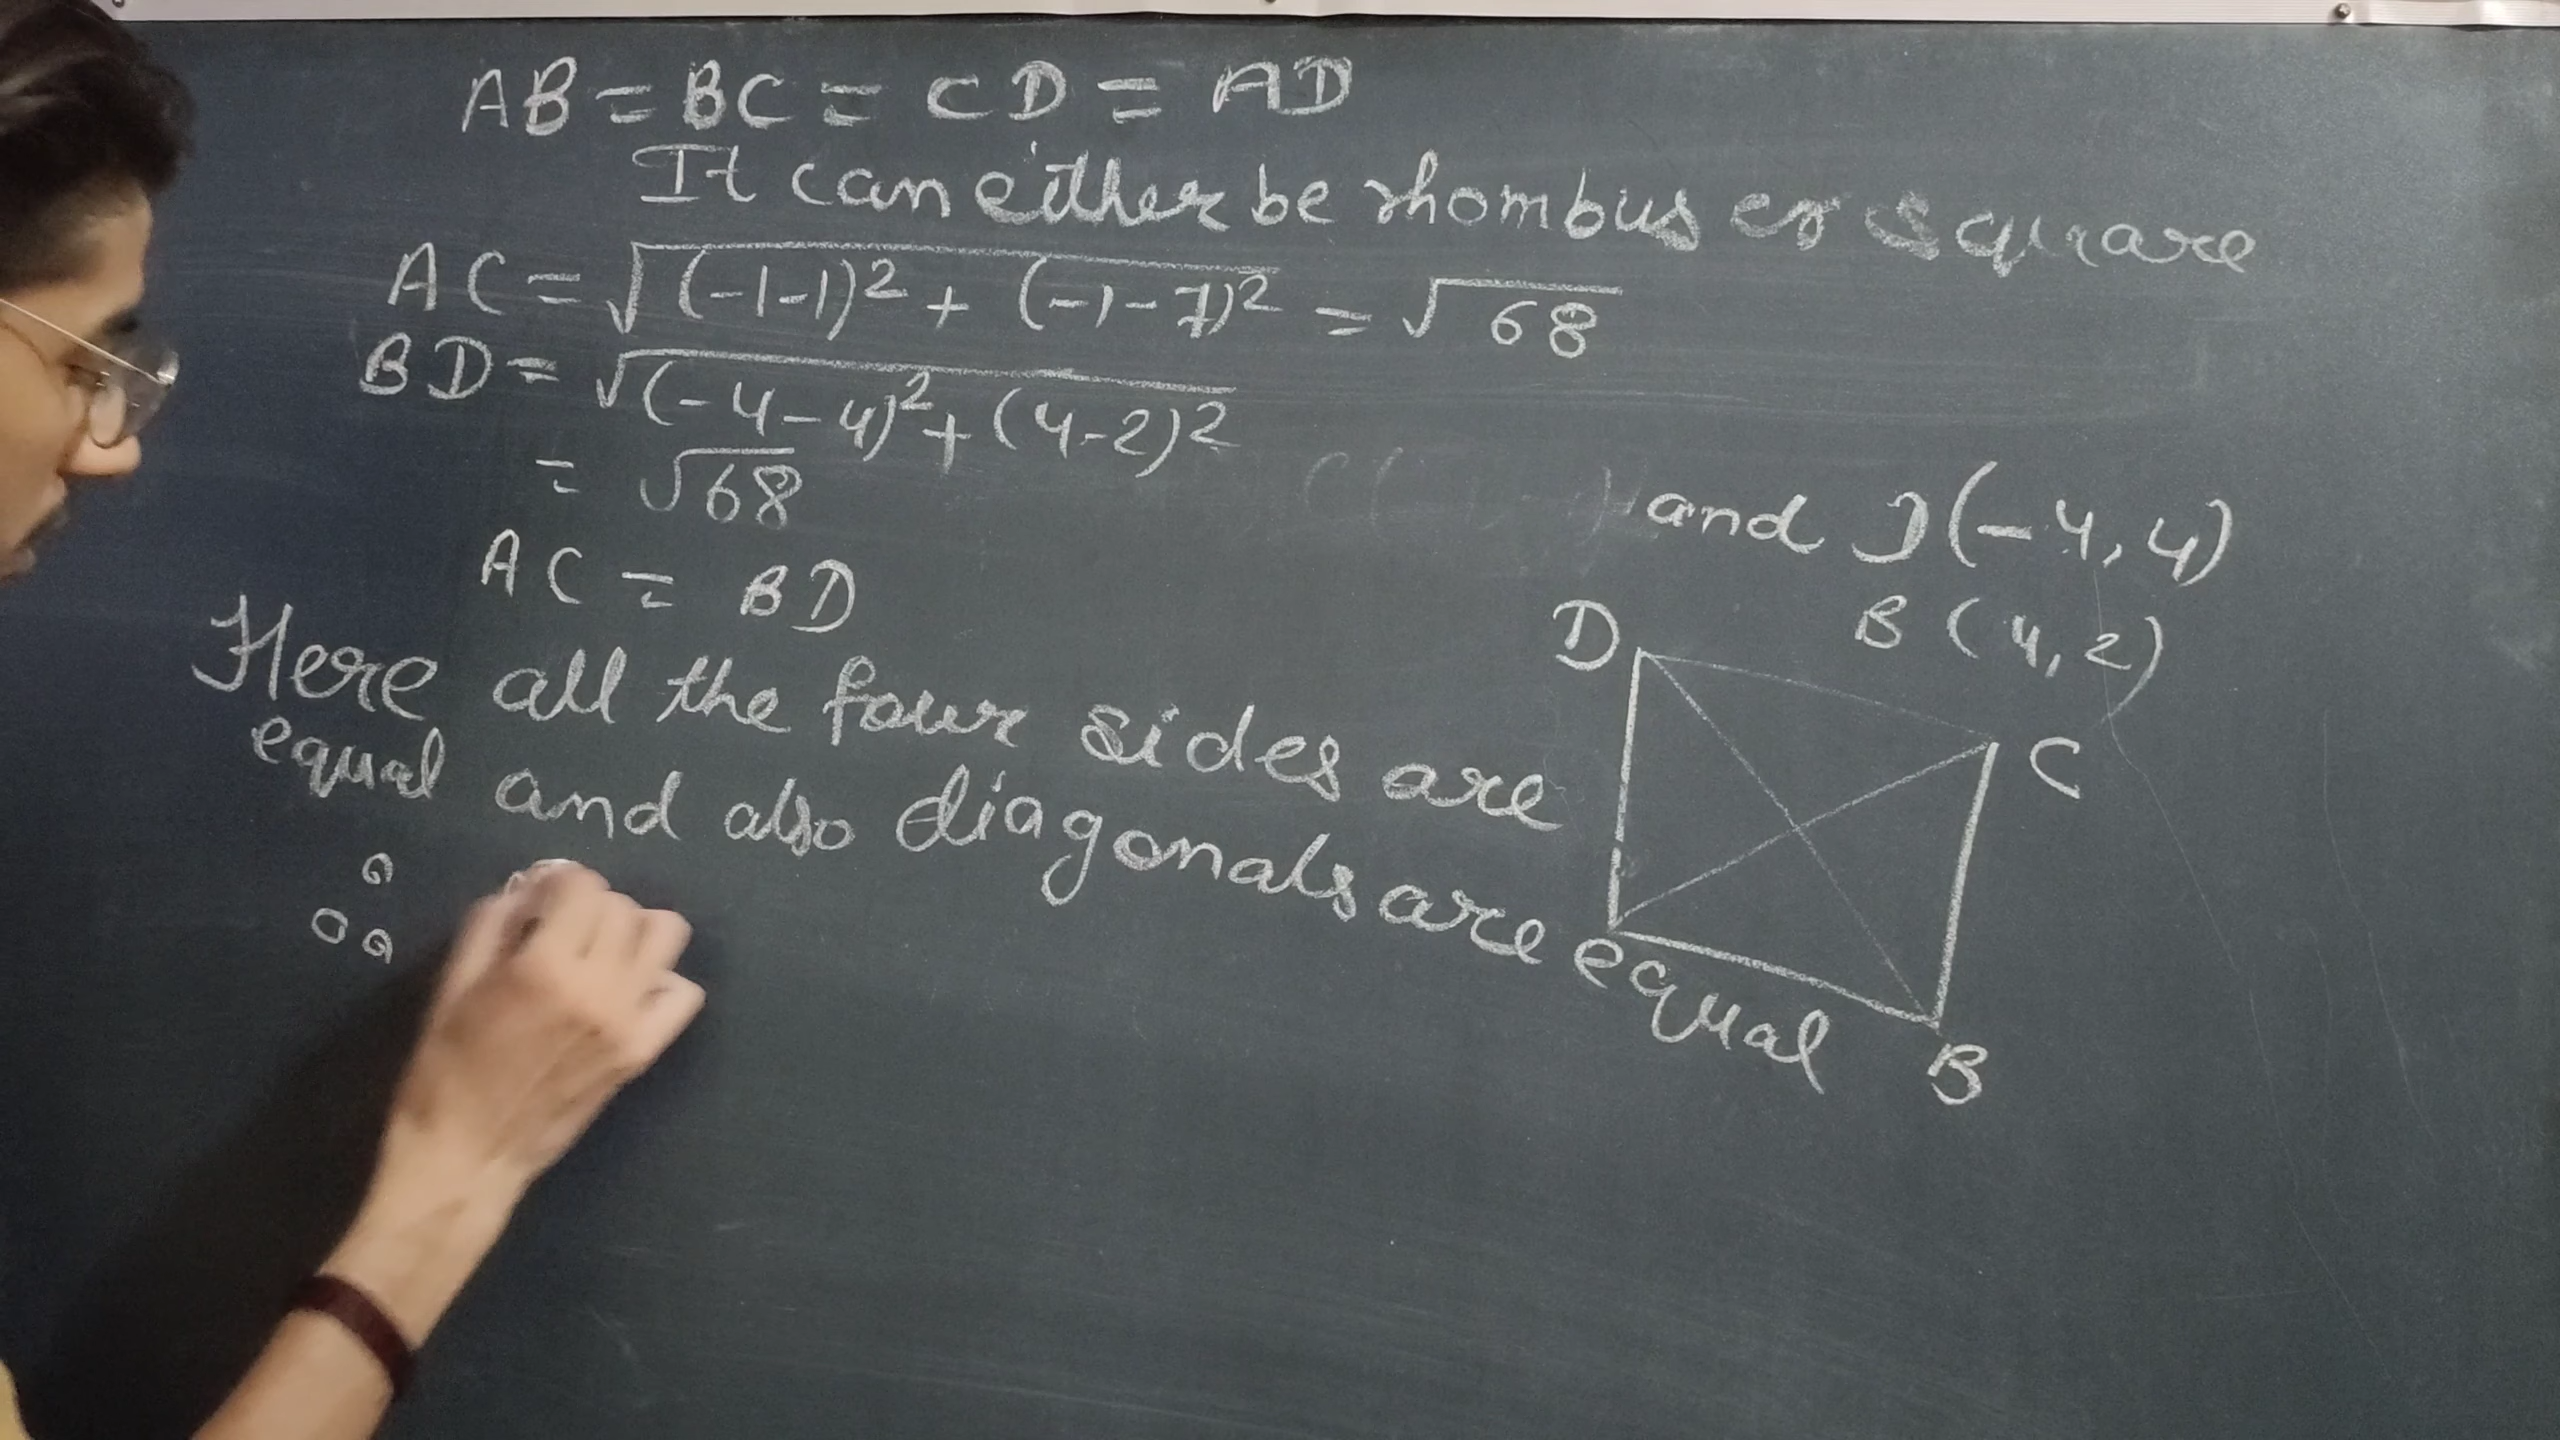 AB = BC = CD = AD
It can either be rhombus or square
AC = √(-1-1)² + (-1-7)² = √68
BD = √(-4-4)² + (4-2)²
= √68
AC = BD
Here all the four sides are
equal and also diagonals are equal
∴
and D(-4,4)
B(4,2)
D
C
B